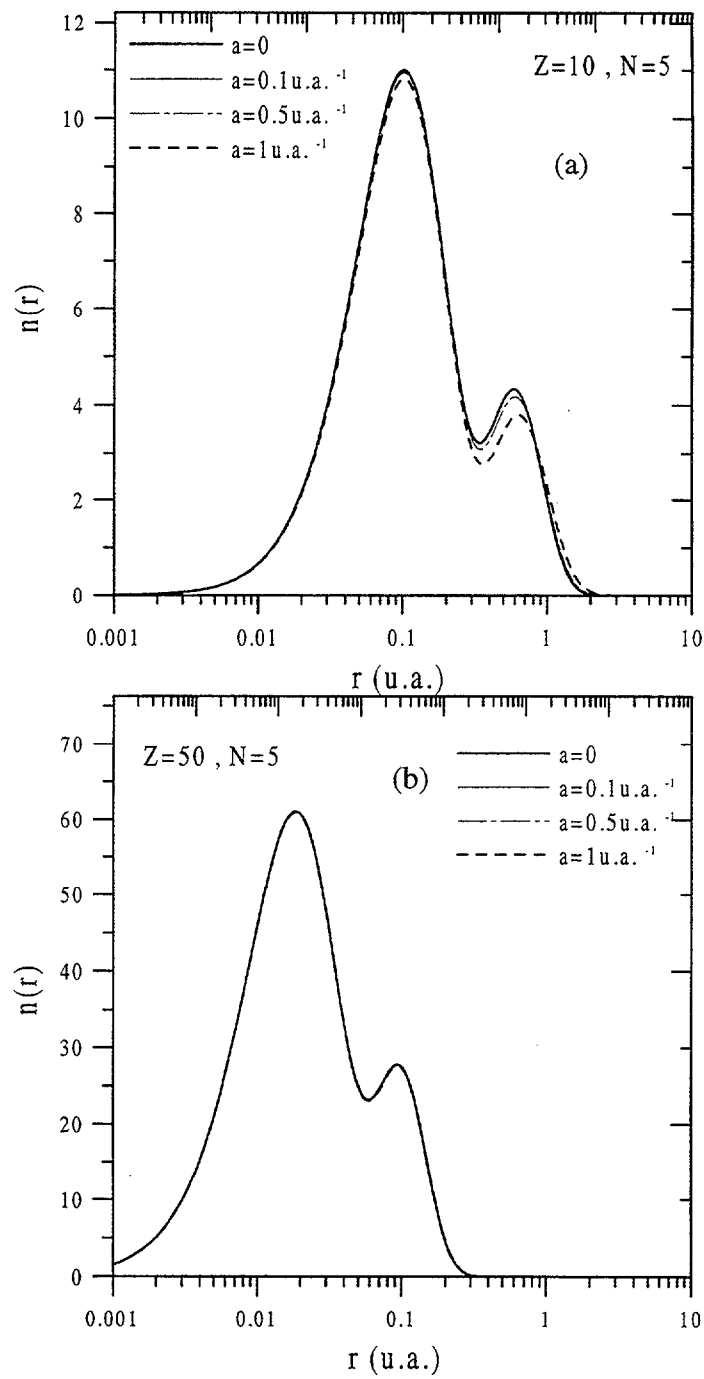 12
10
8
6
4
2
0
n(r)
a=0
a=0.1u.a.⁻¹
a=0.5u.a.⁻¹
a=1u.a.⁻¹
Z=10 , N=5
(a)
0.001 0.01 0.1 1 10
r (u.a.)
70
60
50
40
30
20
10
0
n(r)
Z=50 , N=5
(b)
a=0
a=0.1u.a.⁻¹
a=0.5u.a.⁻¹
a=1u.a.⁻¹
0.001 0.01 0.1 1 10
r (u.a.)